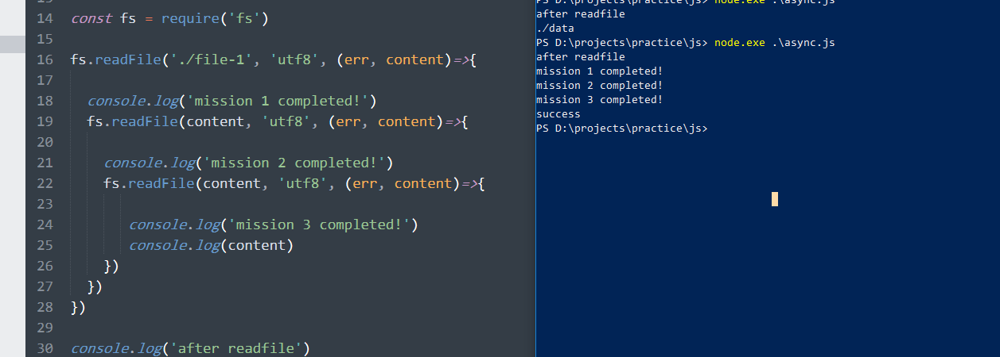 14 const fs = require('fs')
15
16 fs.readFile('./file-1', 'utf8', (err, content)=>{
17
18 console.log('mission 1 completed!')
19 fs.readFile(content, 'utf8', (err, content)=>{
20
21 console.log('mission 2 completed!')
22 fs.readFile(content, 'utf8', (err, content)=>{
23
24 console.log('mission 3 completed!')
25 console.log(content)
26 })
27 })
28 })
29
30 console.log('after readfile')
PS D:\projects\practice\js> node.exe .\async.js
after readfile
./data
PS D:\projects\practice\js> node.exe .\async.js
after readfile
mission 1 completed!
mission 2 completed!
mission 3 completed!
success
PS D:\projects\practice\js>